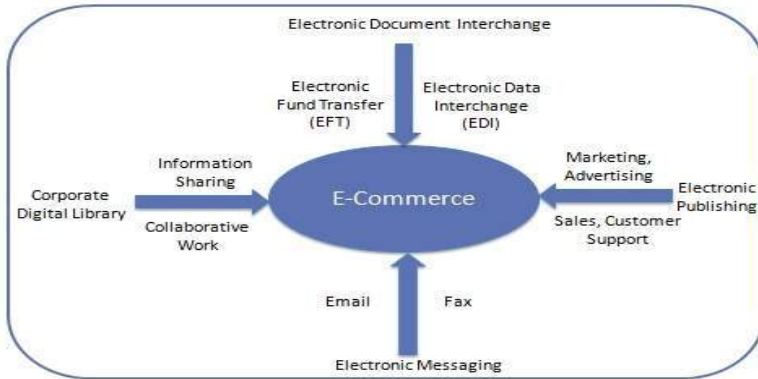 Electronic Document Interchange
Electronic
Fund Transfer
(EFT)
Electronic Data
Interchange
(EDI)
Information
Sharing
Marketing,
Advertising
Corporate
Digital Library
E-Commerce
Electronic
Publishing
Collaborative
Work
Sales, Customer
Support
Email
Fax
Electronic Messaging